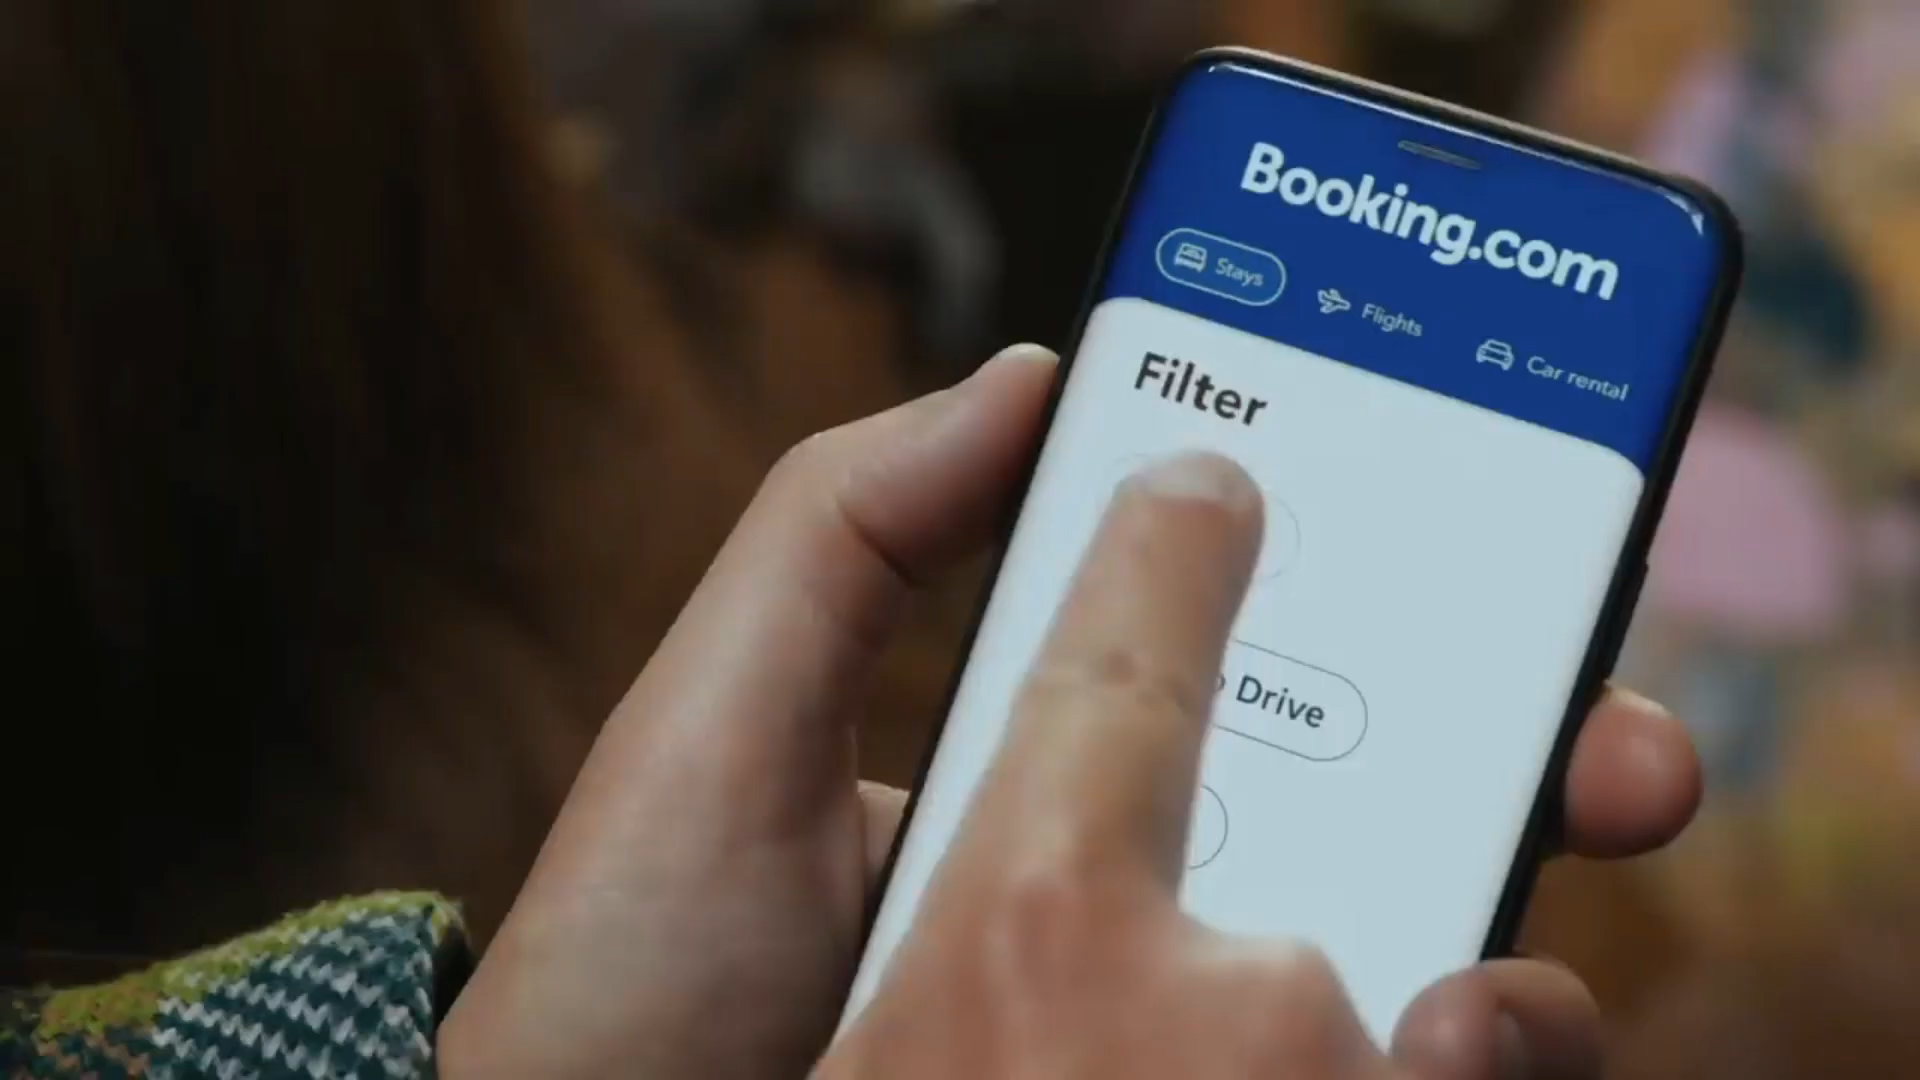 Booking.com
Stays
Flights
Car rental
Filter
Drive